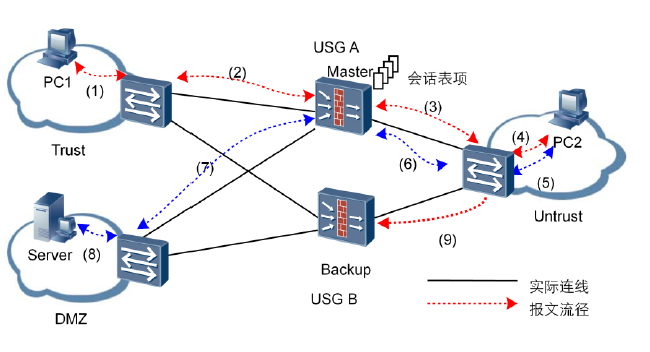 USG A
Master
会话表项
PC1
(1)
(2)
(3)
(4)
PC2
Trust
(7)
(6)
(5)
Untrust
Server
(8)
(9)
Backup
实际连线
USG B
报文流径
DMZ